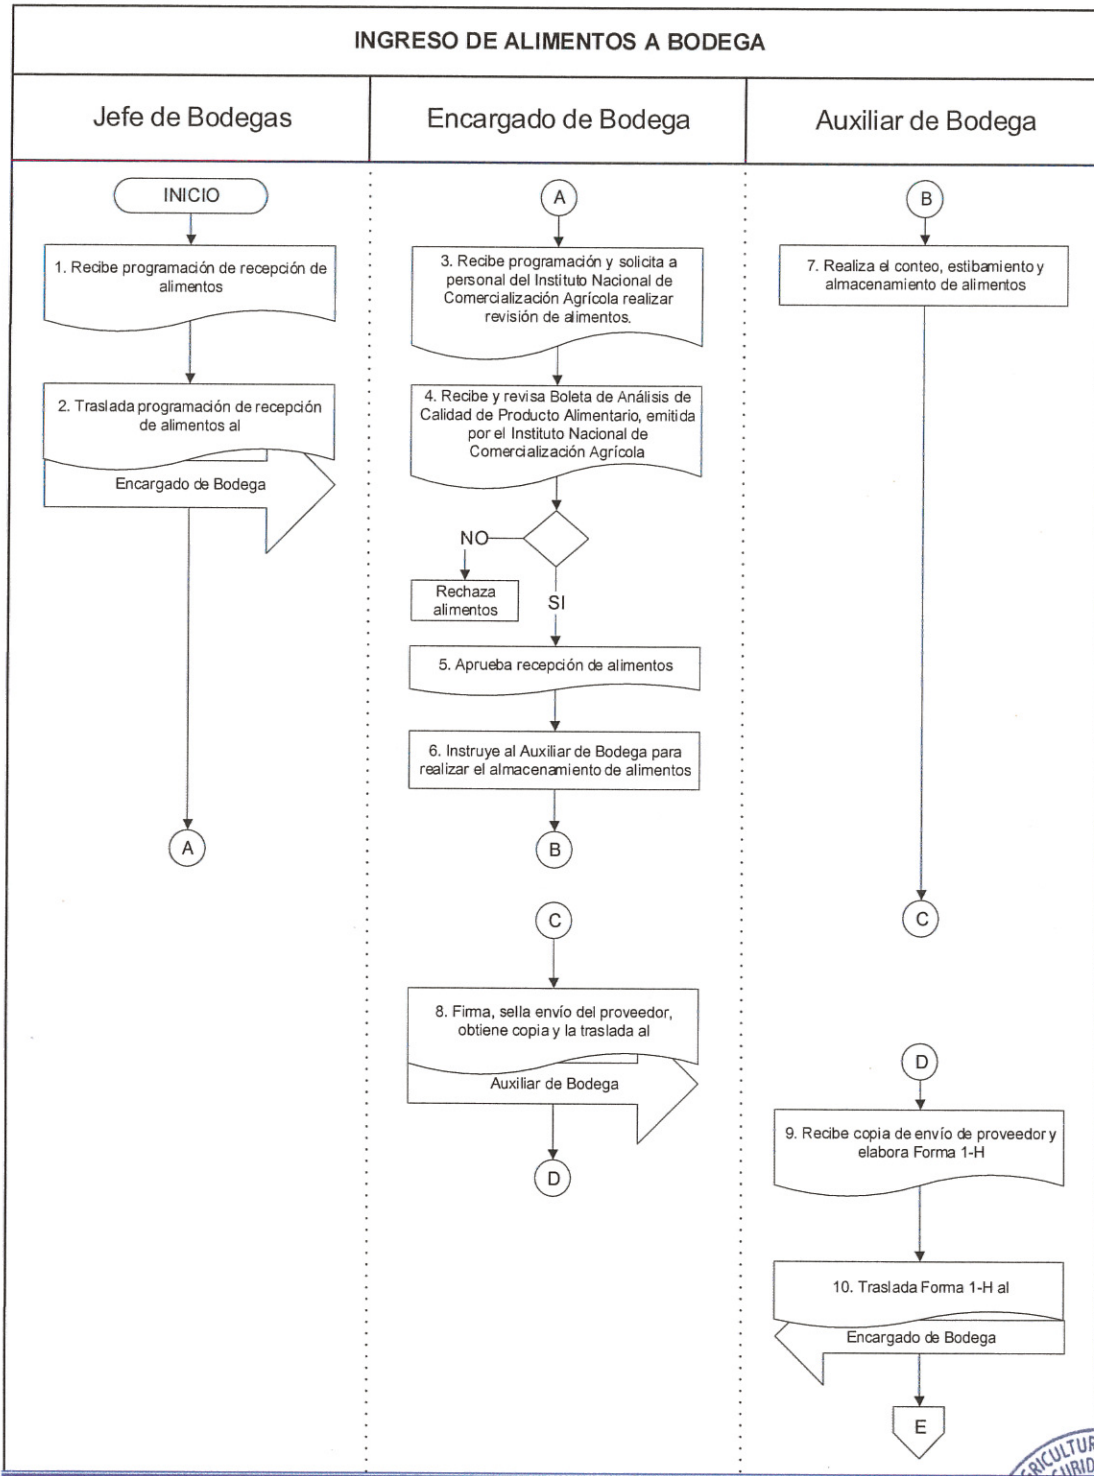 INGRESO DE ALIMENTOS A BODEGA
Jefe de Bodegas
Encargado de Bodega
Auxiliar de Bodega
INICIO
1. Recibe programación de recepción de
alimentos
2. Traslada programación de recepción
de alimentos al
Encargado de Bodega
A
A
3. Recibe programación y solicita a
personal del Instituto Nacional de
Comercialización Agrícola realizar
revisión de alimentos.
4. Recibe y revisa Boleta de Análisis de
Calidad de Producto Alimentario, emitida
por el Instituto Nacional de
Comercialización Agrícola
NO
Rechaza
alimentos
SI
5. Aprueba recepción de alimentos
6. Instruye al Auxiliar de Bodega para
realizar el almacenamiento de alimentos
B
B
7. Realiza el conteo, estibamiento y
almacenamiento de alimentos
C
C
8. Firma, sella envío del proveedor,
obtiene copia y la traslada al
Auxiliar de Bodega
D
D
9. Recibe copia de envío de proveedor y
elabora Forma 1-H
10. Traslada Forma 1-H al
Encargado de Bodega
E